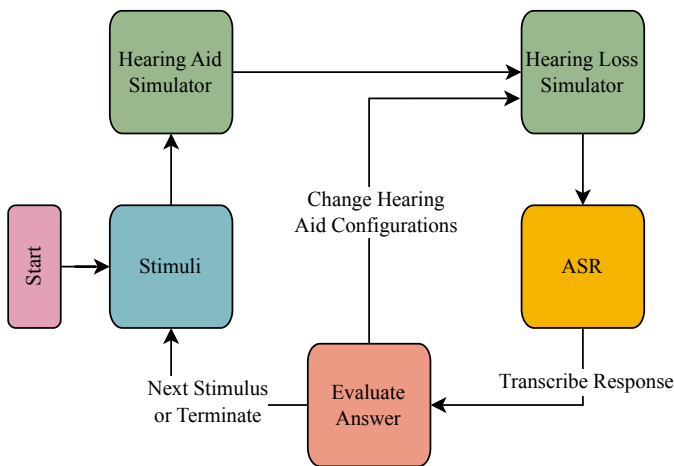 Hearing Aid
Simulator
Hearing Loss
Simulator
Change Hearing
Aid Configurations
Start
Stimuli
ASR
Next Stimulus
or Terminate
Evaluate
Answer
Transcribe Response